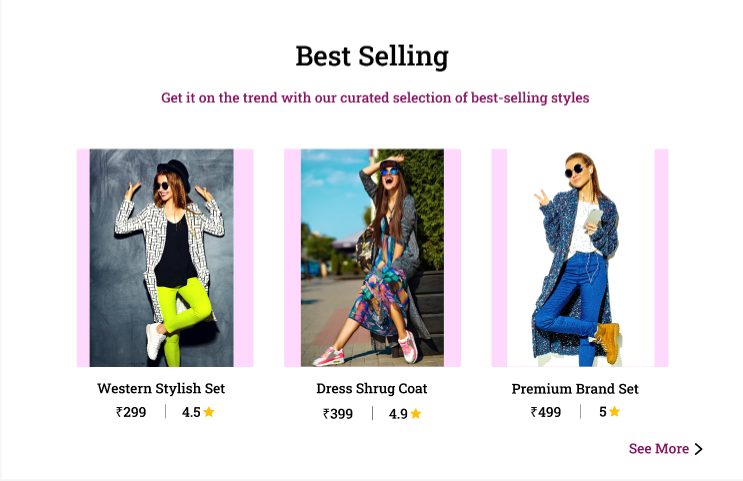 Best Selling
Get it on the trend with our curated selection of best-selling styles
Western Stylish Set
₹299 | 4.5
Dress Shrug Coat
₹399 | 4.9
Premium Brand Set
₹499 | 5
See More